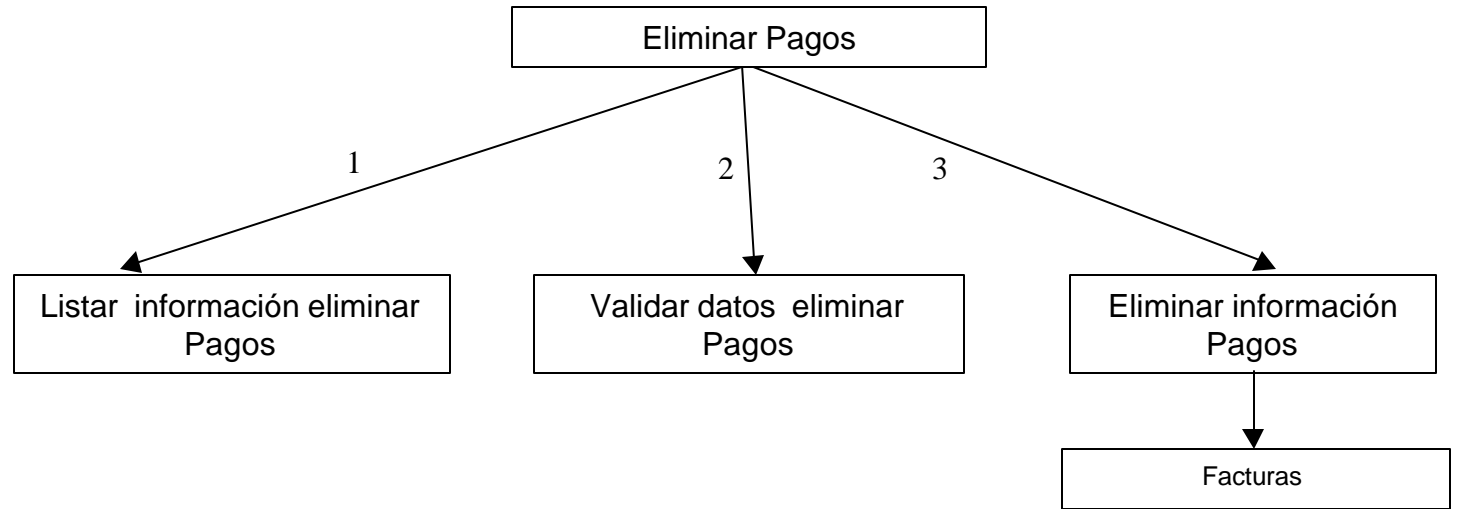 Eliminar Pagos
1
2
3
Listar información eliminar
Pagos
Validar datos eliminar
Pagos
Eliminar información
Pagos
Facturas